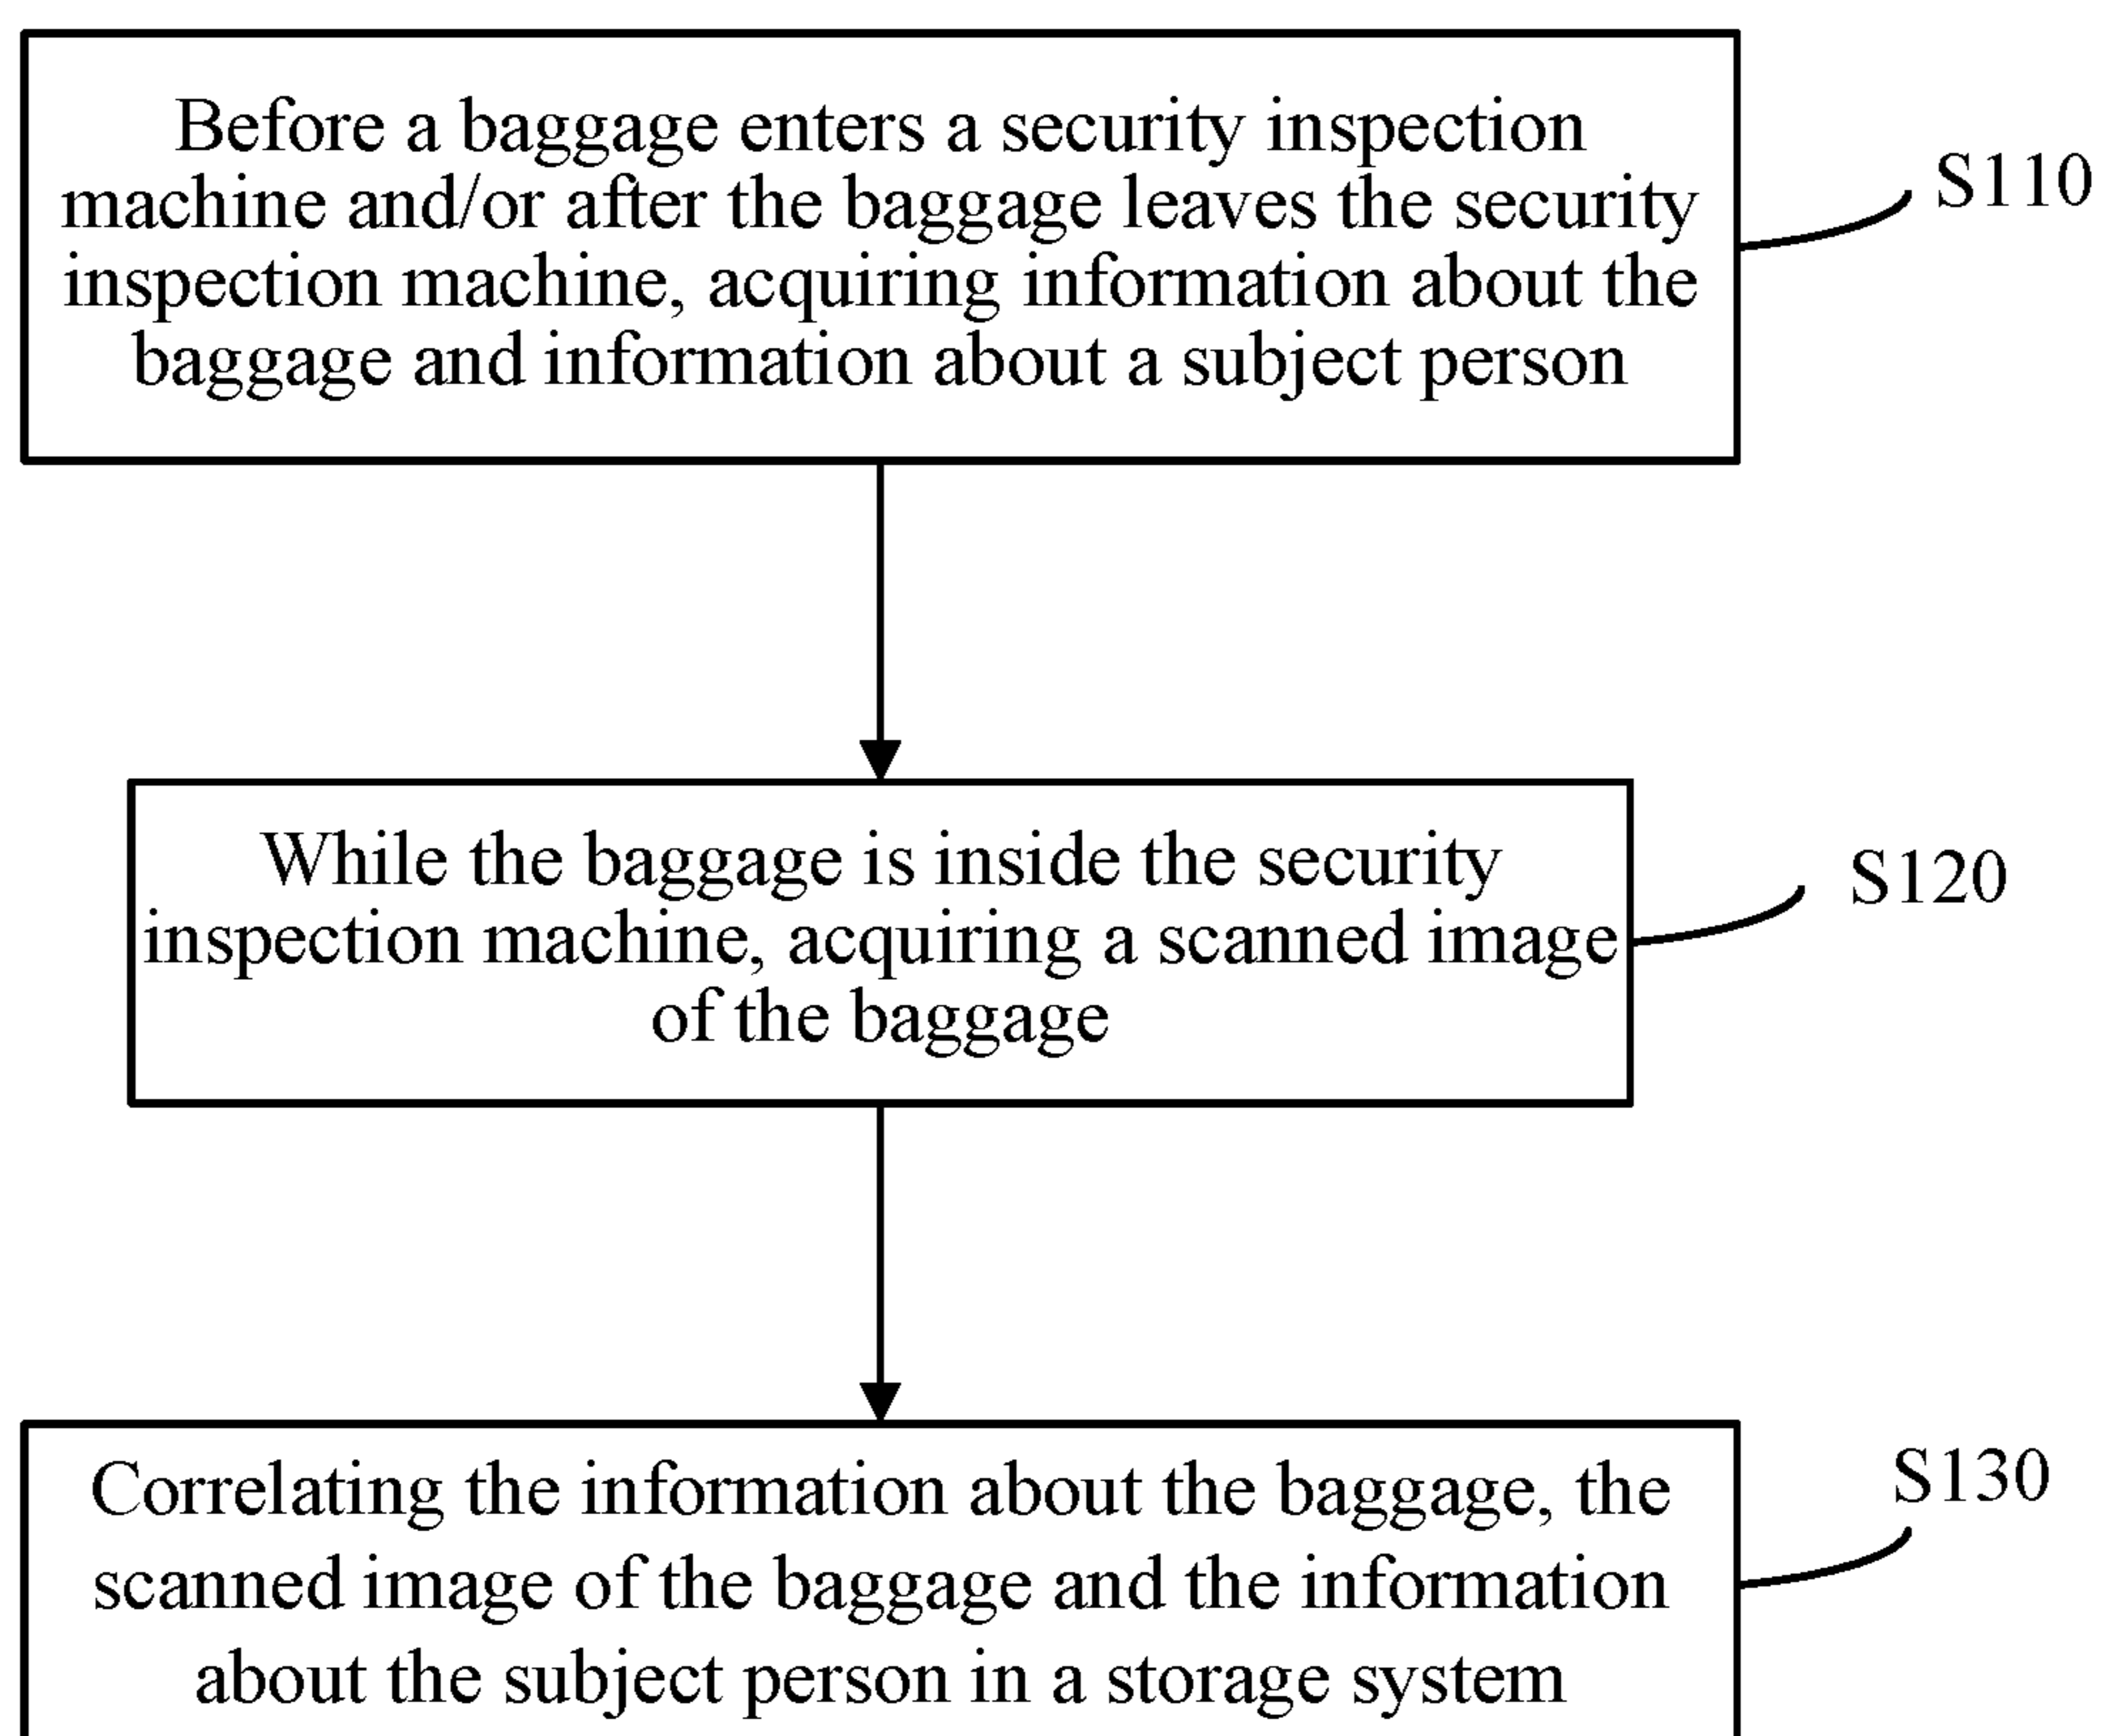 Before a baggage enters a security inspection
machine and/or after the baggage leaves the security
inspection machine, acquiring information about the
baggage and information about a subject person
S110
While the baggage is inside the security
inspection machine, acquiring a scanned image
of the baggage
S120
Correlating the information about the baggage, the
scanned image of the baggage and the information
about the subject person in a storage system
S130